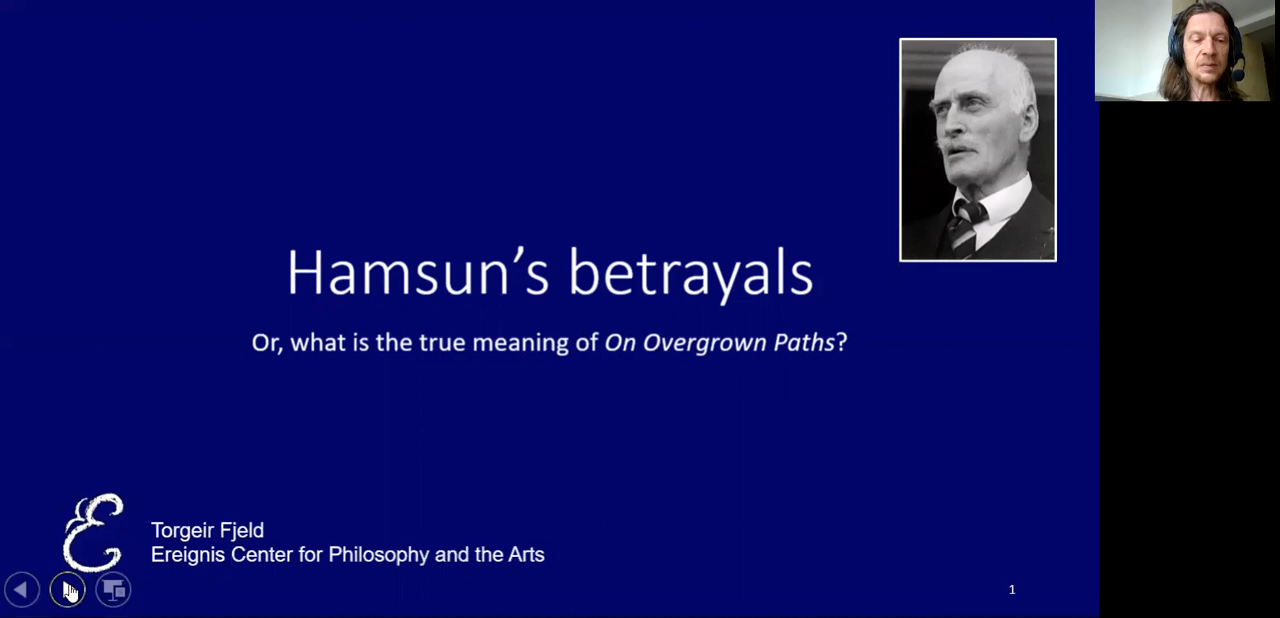 Hamsun’s betrayals
Or, what is the true meaning of On Overgrown Paths?
Torgeir Fjeld
Ereignis Center for Philosophy and the Arts
1